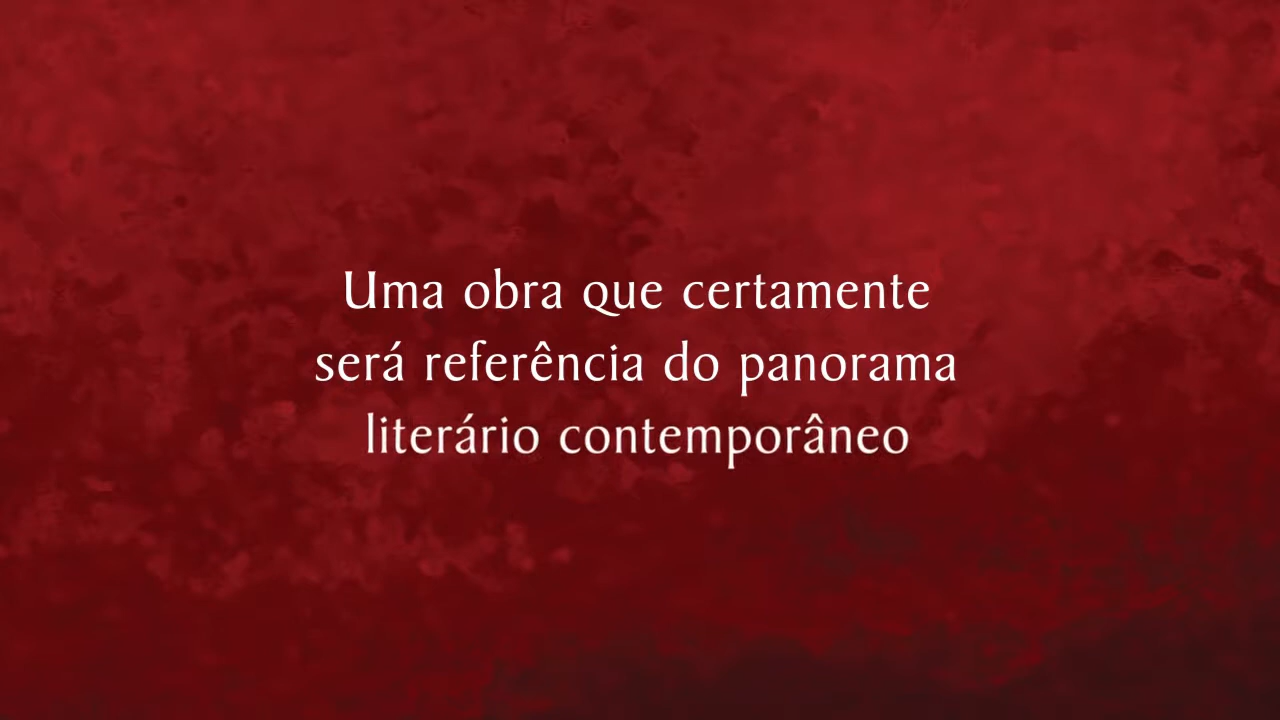 Uma obra que certamente
será referência do panorama
literário contemporâneo